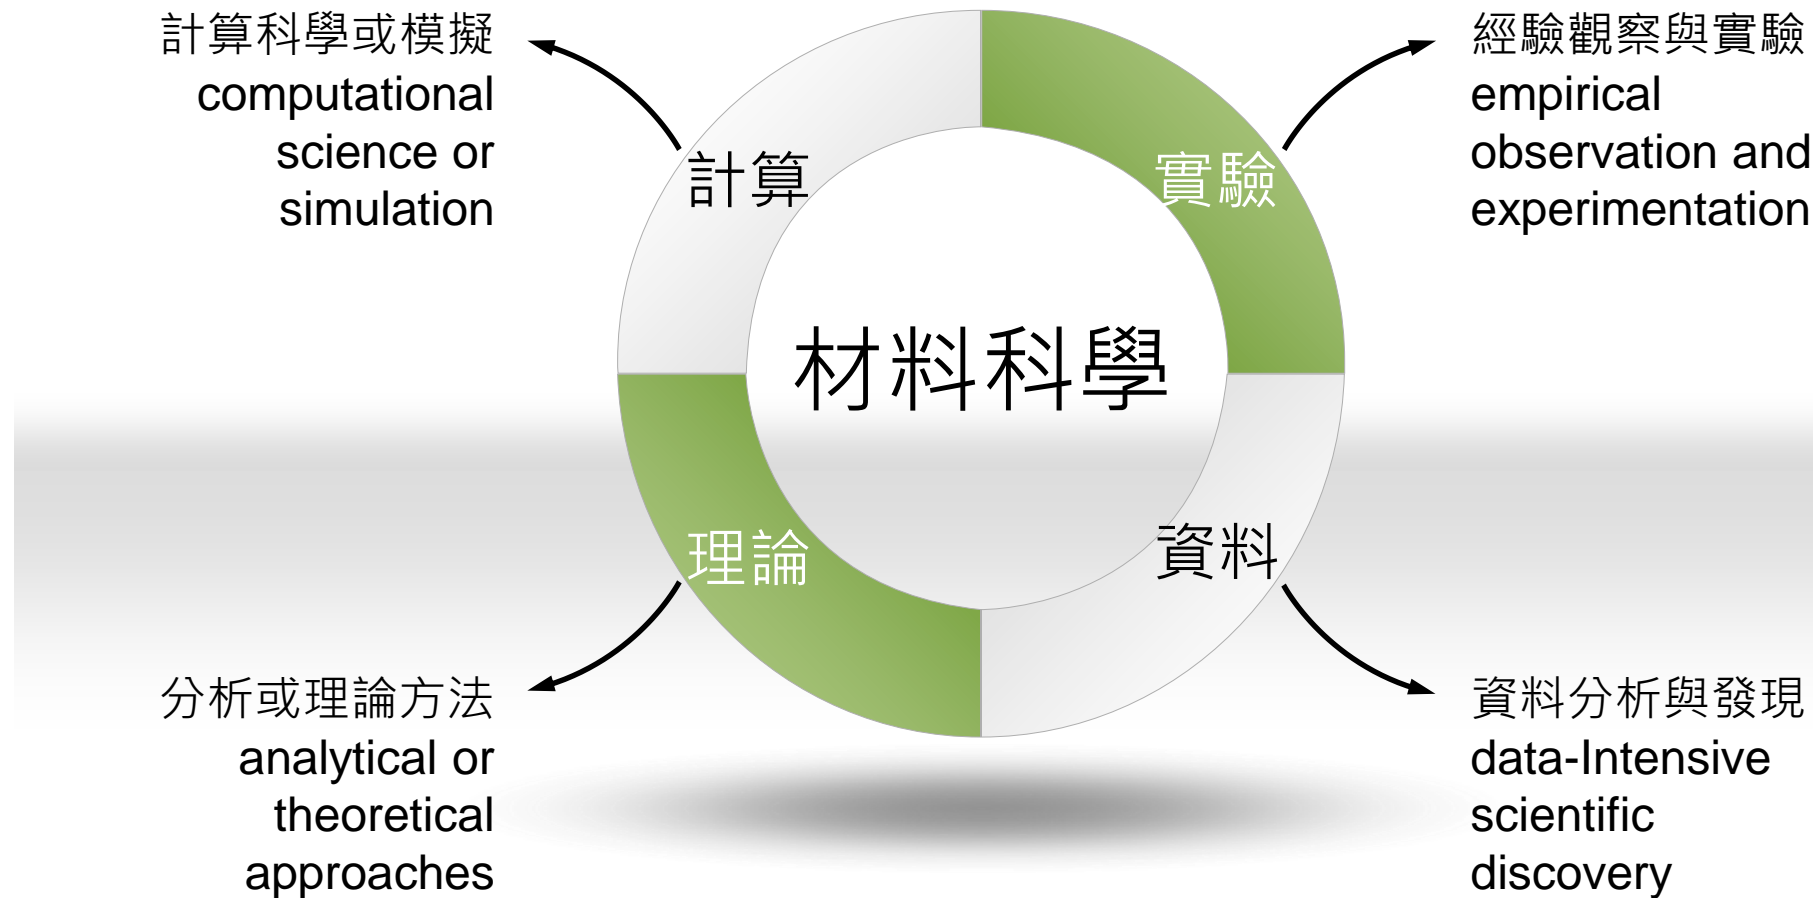 計算科學或模擬
computational
science or
simulation
經驗觀察與實驗
empirical
observation and
experimentation
計算
實驗
材料科學
理論
資料
分析或理論方法
analytical or
theoretical
approaches
資料分析與發現
data-Intensive
scientific
discovery